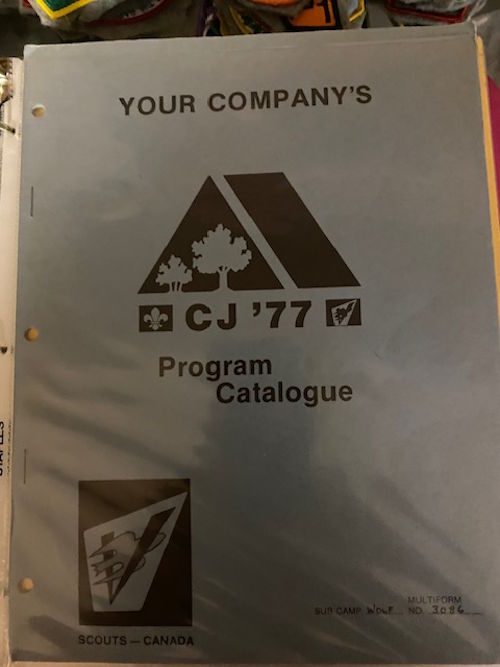 YOUR COMPANY'S
CJ '77
Program
Catalogue
SCOUTS — CANADA
MULTIFORM
SUB CAMP WOLF NO. 3086